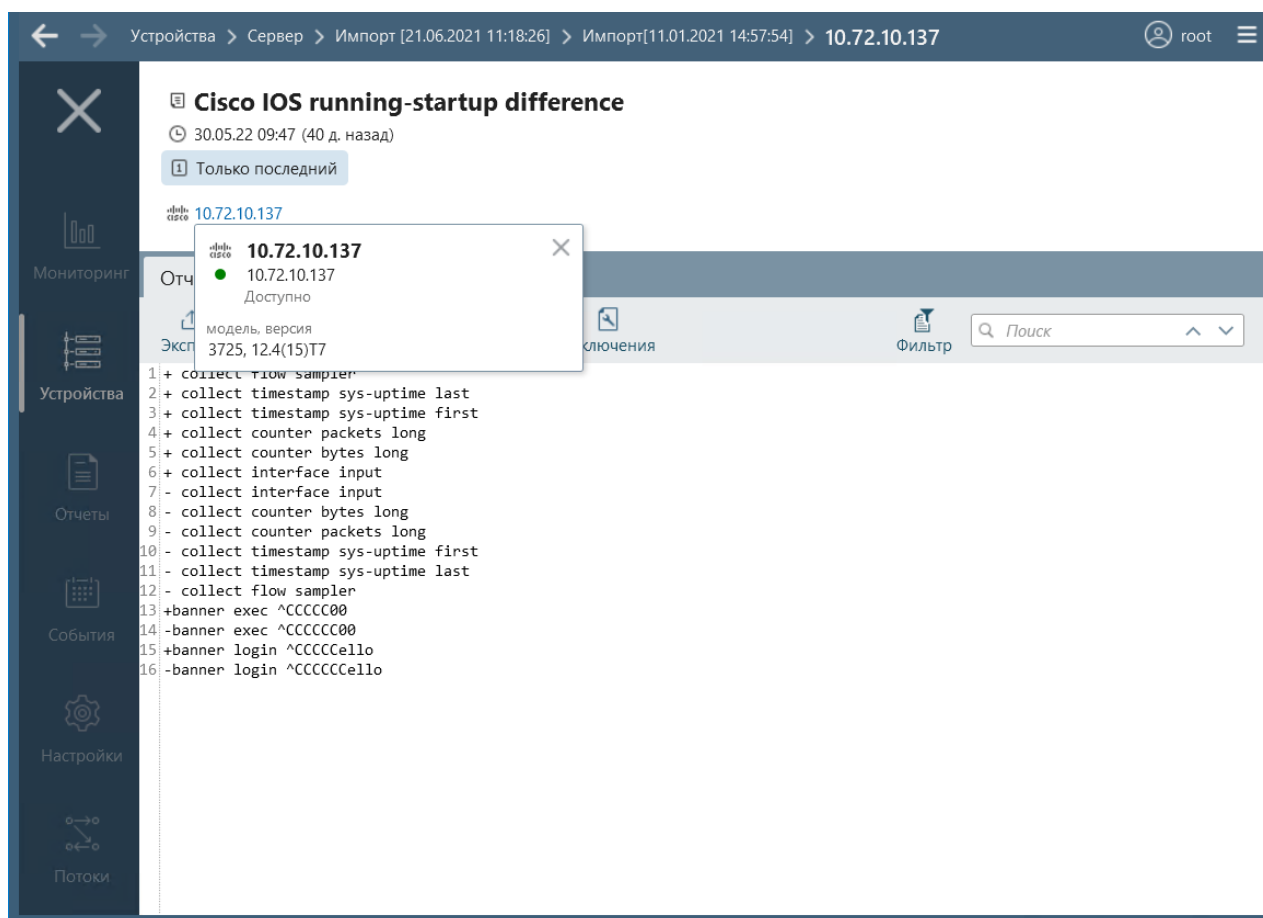 Устройства > Сервер > Импорт [21.06.2021 11:18:26] > Импорт[11.01.2021 14:57:54] > 10.72.10.137 root
Cisco IOS running-startup difference
30.05.22 09:47 (40 д. назад)
1 Только последний
cisco 10.72.10.137
cisco 10.72.10.137
10.72.10.137
Доступно
модель, версия
3725, 12.4(15)T7
Мониторинг
Устройства
Отчеты
События
Настройки
Потоки
Отч
Эксп
ключения
Фильтр
Поиск
1 + collect flow sampler
2 + collect timestamp sys-uptime last
3 + collect timestamp sys-uptime first
4 + collect counter packets long
5 + collect counter bytes long
6 + collect interface input
7 - collect interface input
8 - collect counter bytes long
9 - collect counter packets long
10 - collect timestamp sys-uptime first
11 - collect timestamp sys-uptime last
12 - collect flow sampler
13 +banner exec ^CCCCC00
14 -banner exec ^CCCCCC00
15 +banner login ^CCCCCello
16 -banner login ^CCCCCCello